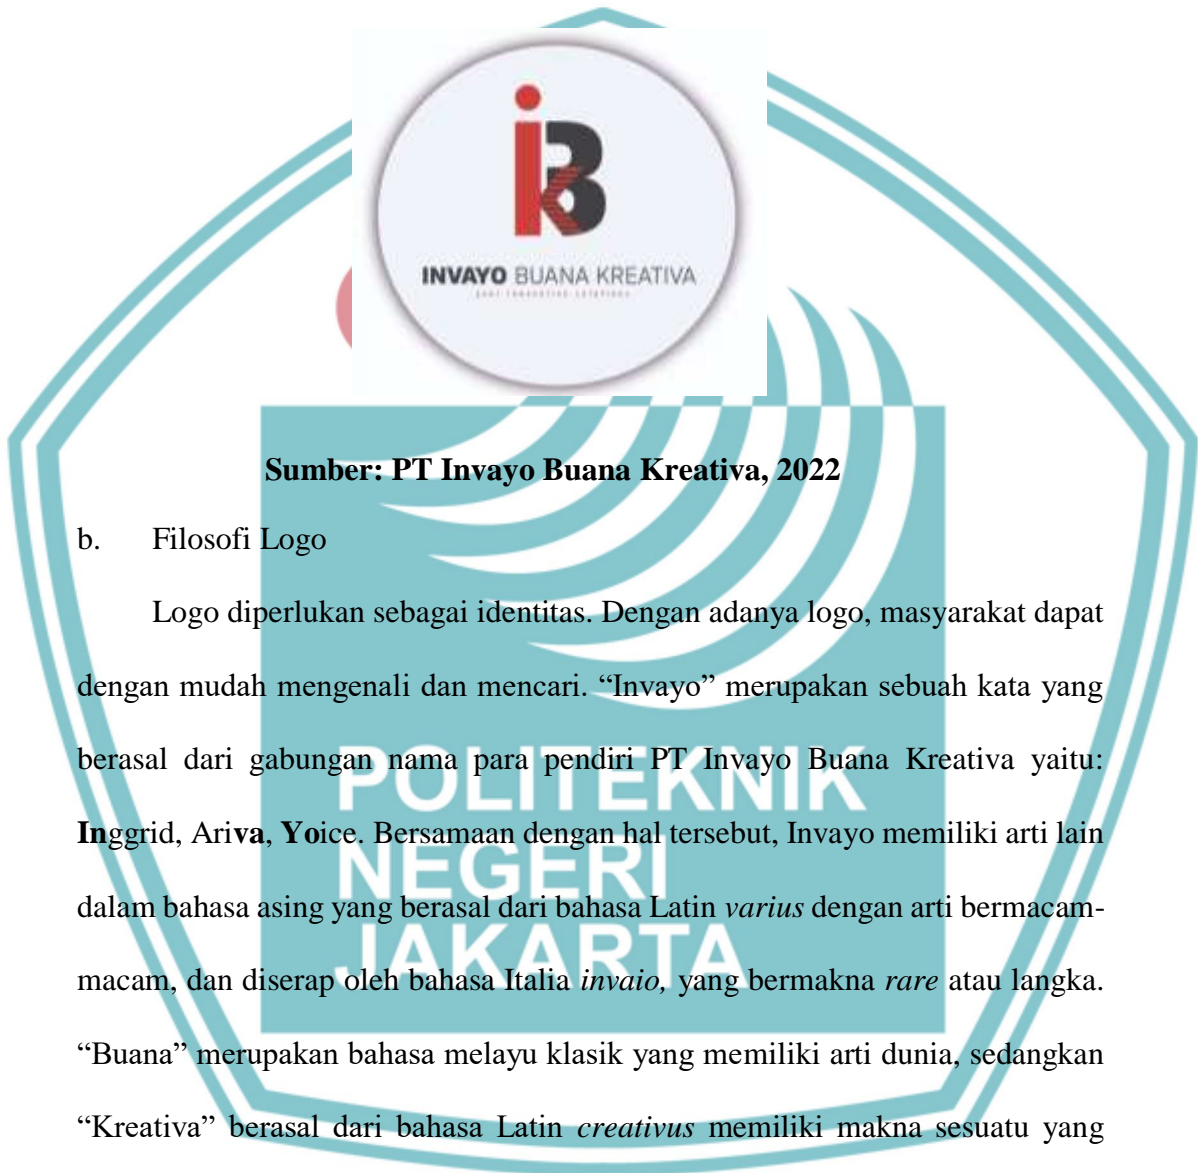 INVAYO BUANA KREATIVA
Sumber: PT Invayo Buana Kreativa, 2022
b. Filosofi Logo
Logo diperlukan sebagai identitas. Dengan adanya logo, masyarakat dapat
dengan mudah mengenali dan mencari. “Invayo” merupakan sebuah kata yang
berasal dari gabungan nama para pendiri PT Invayo Buana Kreativa yaitu:
Inggrid, Ariva, Yoice. Bersamaan dengan hal tersebut, Invayo memiliki arti lain
dalam bahasa asing yang berasal dari bahasa Latin varius dengan arti bermacam-
macam, dan diserap oleh bahasa Italia invaio, yang bermakna rare atau langka.
“Buana” merupakan bahasa melayu klasik yang memiliki arti dunia, sedangkan
“Kreativa” berasal dari bahasa Latin creativus memiliki makna sesuatu yang
POLITEKNIK
NEGERI
JAKARTA